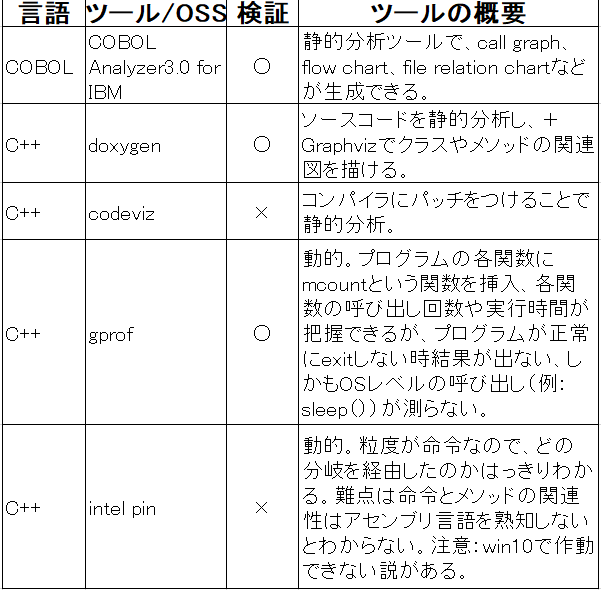 言語 ツール/OSS 検証 ツールの概要
COBOL
COBOL
Analyzer3.0 for
IBM
○
静的分析ツールで、call graph、
flow chart、file relation chartなど
が生成できる。
C++
doxygen
○
ソースコードを静的分析し、＋
Graphvizでクラスやメソッドの関連
図を描ける。
C++
codeviz
×
コンパイラにパッチをつけることで
静的分析。
C++
gprof
○
動的。プログラムの各関数に
mcountという関数を挿入、各関
数の呼び出し回数や実行時間が
把握できるが、プログラムが正常
にexitしない時結果が出ない、し
かもOSレベルの呼び出し（例：
sleep()）が測らない。
C++
intel pin
×
動的。粒度が命令なので、どの
分岐を経由したのかはっきりわか
る。難点は命令とメソッドの関連
性はアセンブリ言語を熟知しない
とわからない。注意：win10で作動
できない説がある。